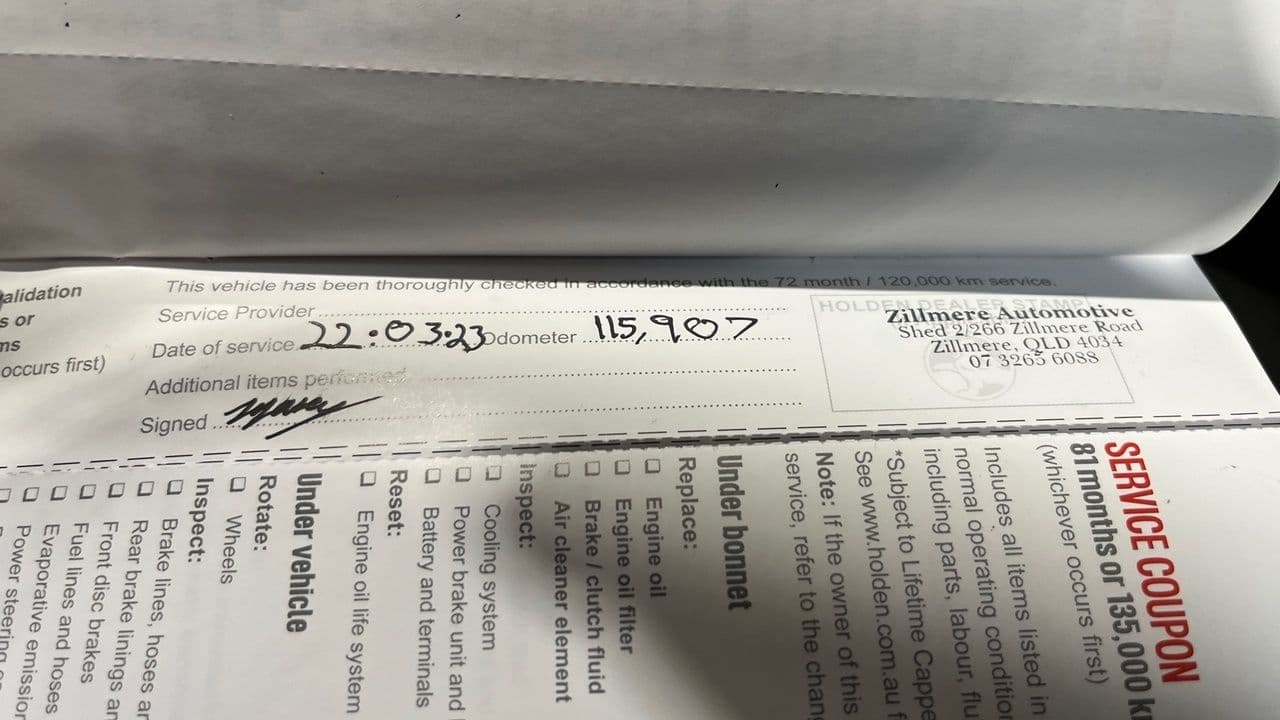 alidation
s or
ms
occurs first)
This vehicle has been thoroughly checked in accordance with the 72 month / 120,000 km service.
Service Provider
Date of service 22:03:23 Odometer 115,907
Additional items performed
Signed
HOLDEN DEALER STAMP
Zillmere Automotive
Shed 2/266 Zillmere Road
Zillmere, QLD 4034
07 3265 6088
SERVICE COUPON
81months or 135,000 k
(whichever occurs first)
Includes all items listed in
normal operating condition
including parts, labour, flu
*Subject to Lifetime Cappe
See www.holden.com.au f
Note: If the owner of this
service, refer to the chan
Under bonnet
Replace:
Engine oil
Engine oil filter
Brake / clutch fluid
Air cleaner element
Inspect:
Cooling system
Power brake unit and
Battery and terminals
Reset:
Engine oil life system
Under vehicle
Rotate:
Wheels
Inspect:
Brake lines, hoses ar
Rear brake linings an
Front disc brakes
Fuel lines and hoses
Evaporative emission
Power steering